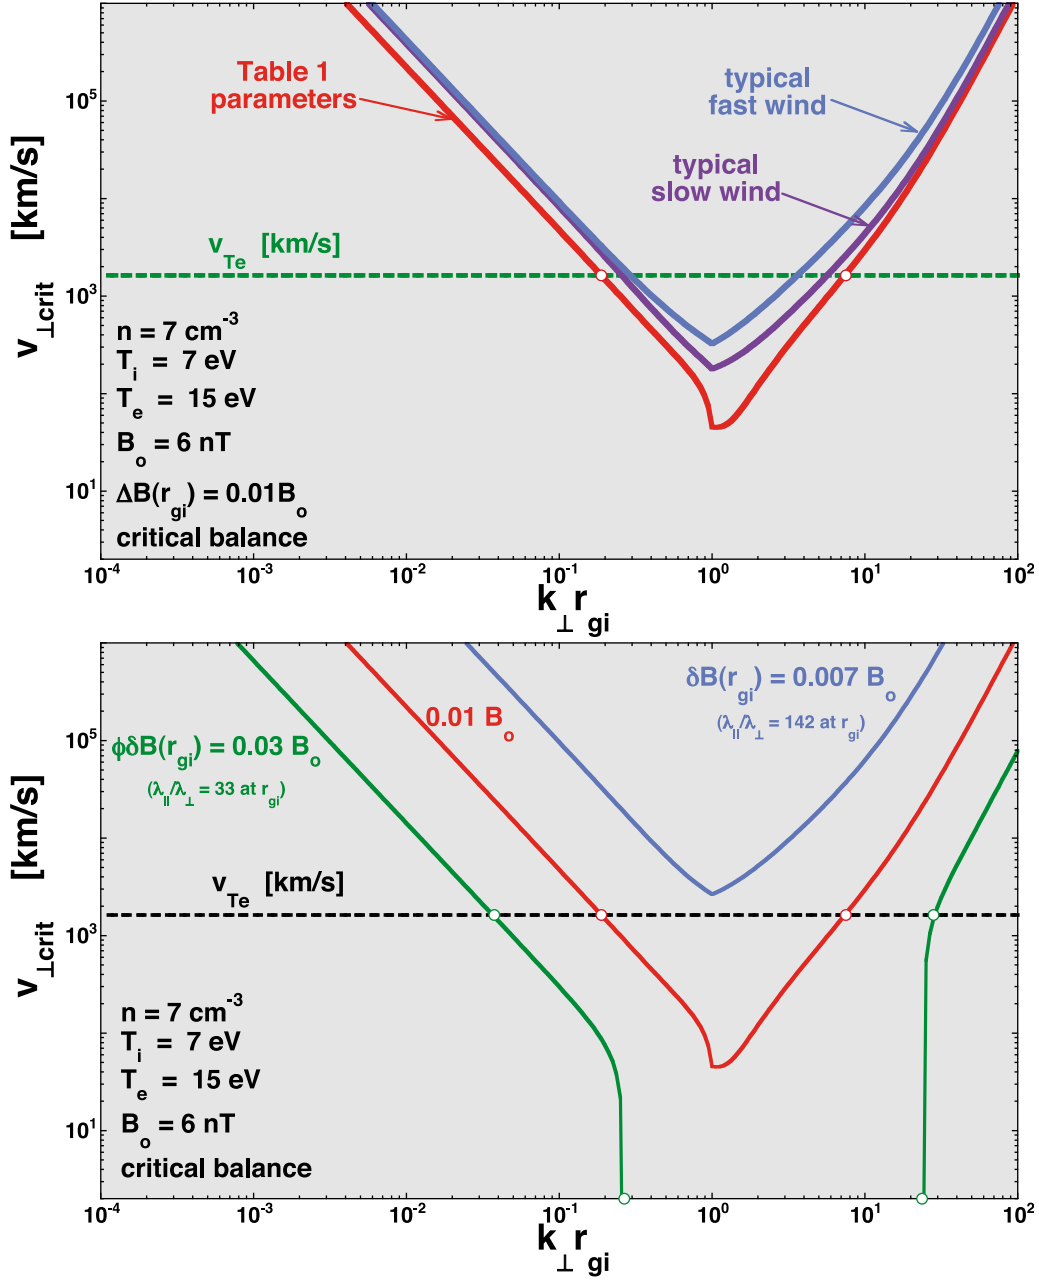 Table 1
parameters
typical
fast wind
typical
slow wind
v_Te [km/s]
v_⊥crit [km/s]
10^5
10^3
10^1
n = 7 cm^-3
T_i = 7 eV
T_e = 15 eV
B_o = 6 nT
ΔB(r_gi) = 0.01B_o
critical balance
10^-4 10^-3 10^-2 10^-1 10^0 10^1 10^2
k_⊥r_gi
δB(r_gi) = 0.007 B_o
(λ_||/λ_⊥ = 142 at r_gi)
0.01 B_o
ϕδB(r_gi) = 0.03 B_o
(λ_||/λ_⊥ = 33 at r_gi)
v_Te [km/s]
v_⊥crit [km/s]
10^5
10^3
10^1
n = 7 cm^-3
T_i = 7 eV
T_e = 15 eV
B_o = 6 nT
critical balance
10^-4 10^-3 10^-2 10^-1 10^0 10^1 10^2
k_⊥r_gi